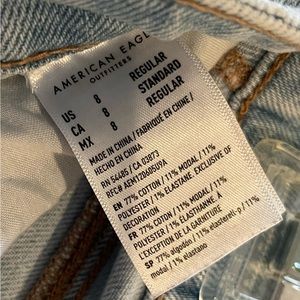 AMERICAN EAGLE
OUTFITTERS
US 8 REGULAR
CA 8 STANDARD
MX 8 REGULAR
MADE IN CHINA / FABRIQUÉ EN CHINE /
HECHO EN CHINA
RN 54485 / CA 03873
EN 77% COTTON / 11% MODAL / 11%
POLYESTER / 1% ELASTANE. EXCLUSIVE OF
DECORATION
FR 77% COTON / 11% MODAL / 11%
POLYESTER / 1% ÉLASTHANNE. À
L'EXCEPTION DE LA GARNITURE
SP 77% algodón / 11% elasterell-p / 11%
modal / 1% elastano